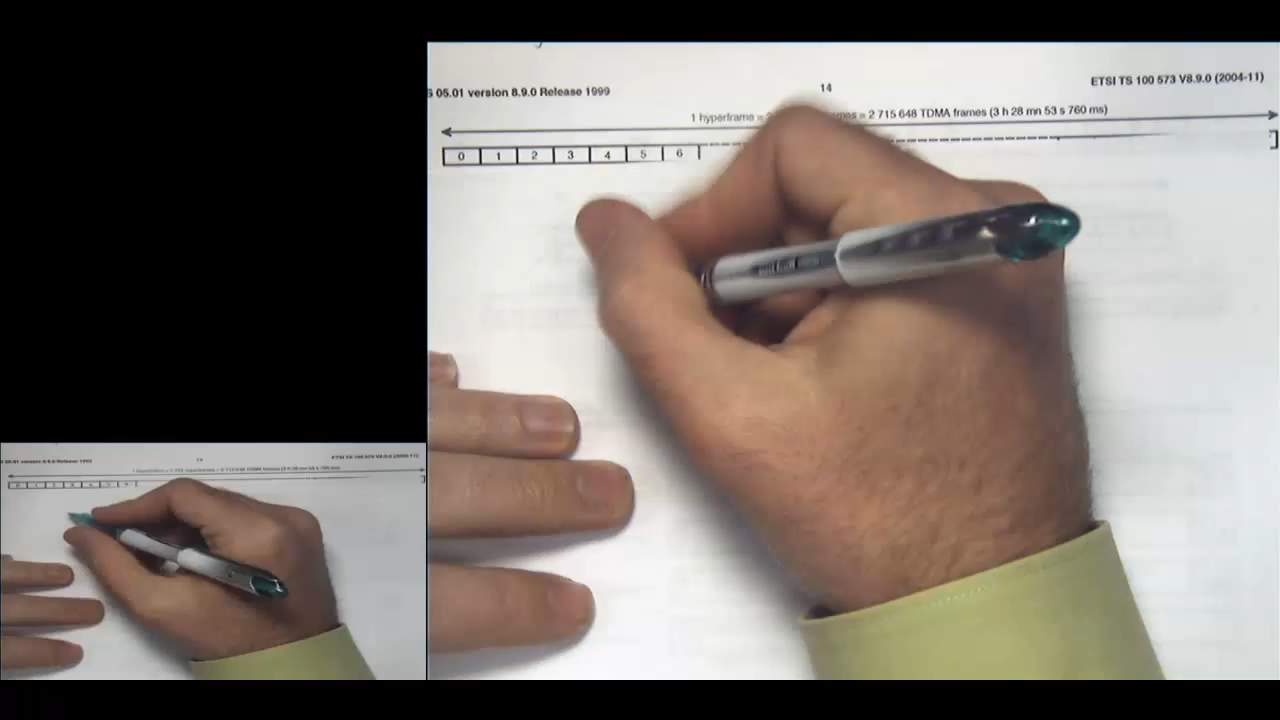 S 05.01 version 8.9.0 Release 1999
14
ETSI TS 100 573 V8.9.0 (2004-11)
1 hyperframe = = 2 715 648 TDMA frames (3 h 28 mn 53 s 760 ms)
0 1 2 3 4 5 6